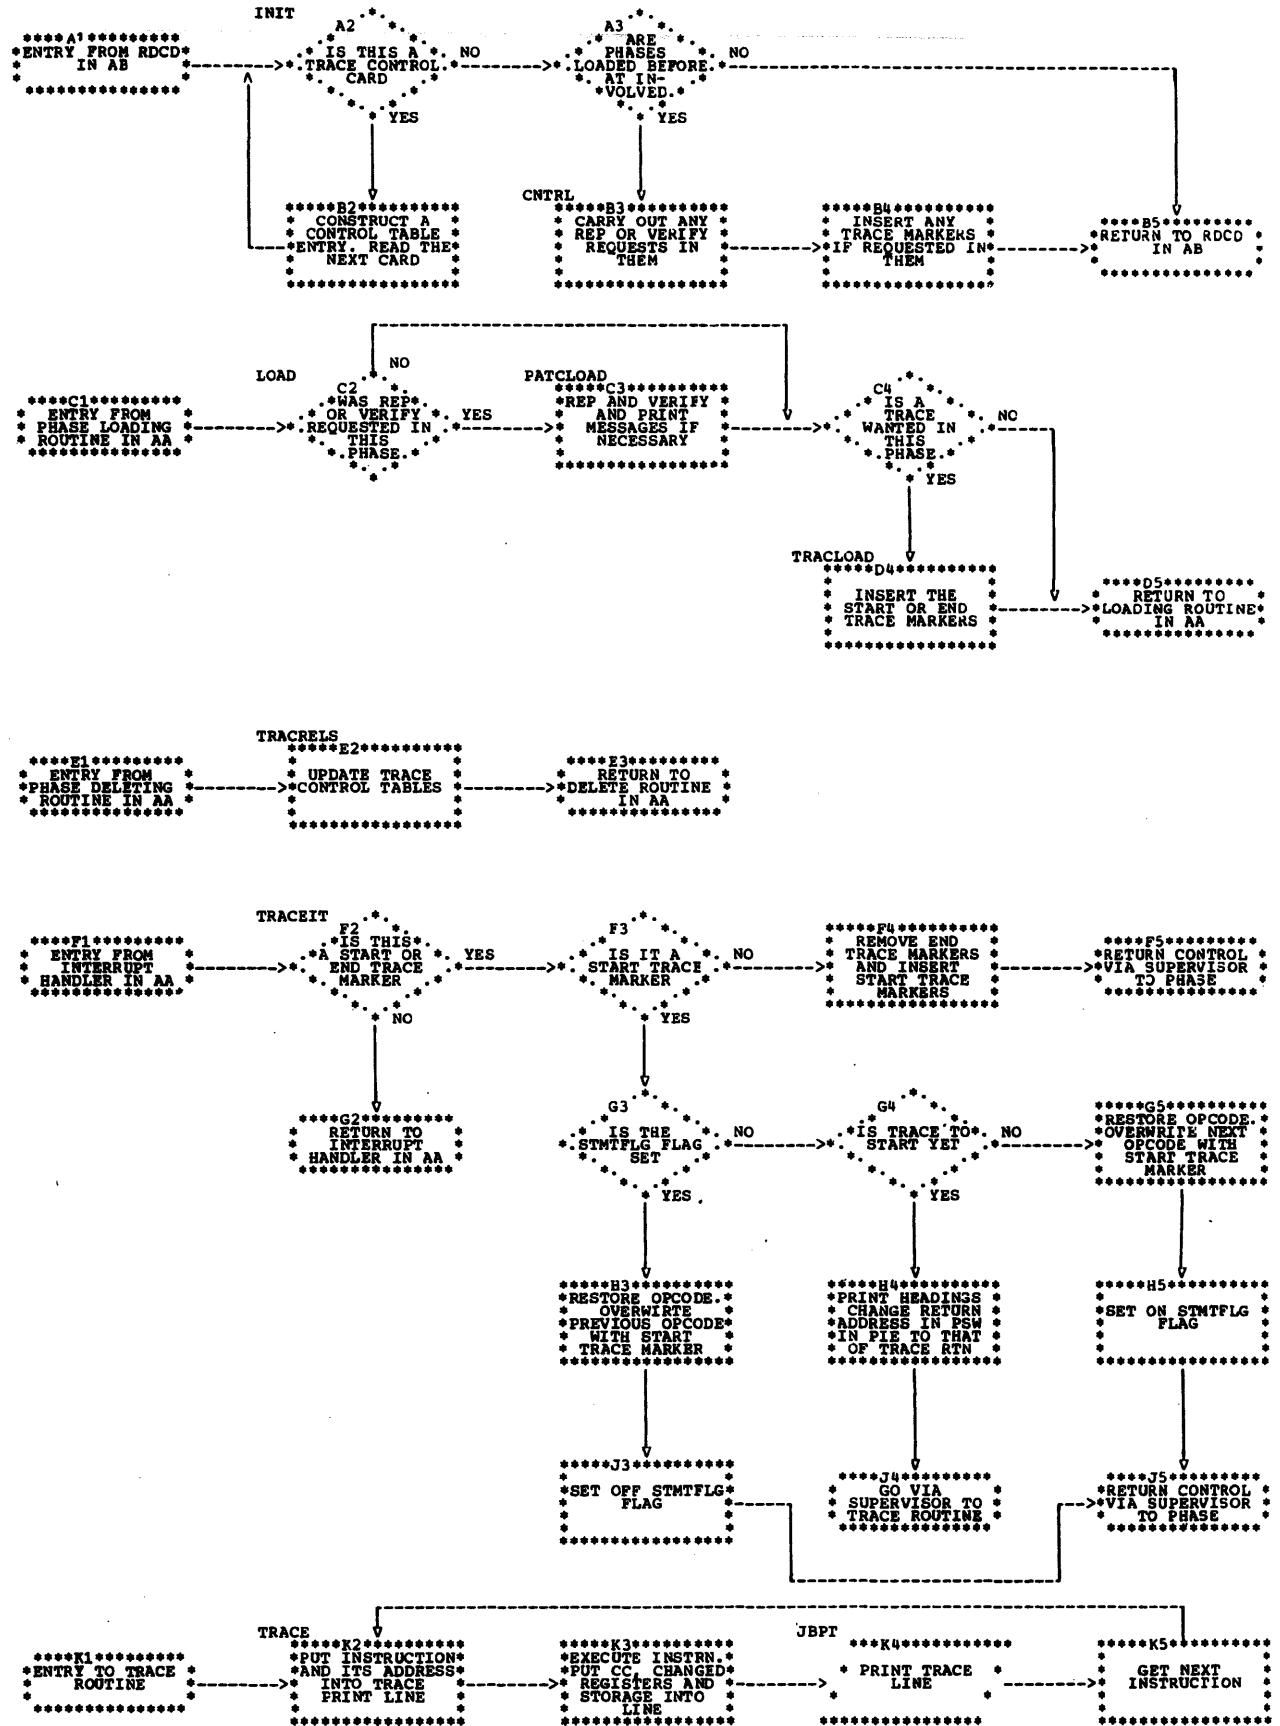 INIT
A1
ENTRY FROM RDCD
IN AB
A2
IS THIS A
TRACE CONTROL
CARD
NO
YES
A3
ARE
PHASES
LOADED BEFORE
AT IN-
VOLVED.
NO
YES
B2
CONSTRUCT A
CONTROL TABLE
ENTRY. READ THE
NEXT CARD
CNTRL
B3
CARRY OUT ANY
REP OR VERIFY
REQUESTS IN
THEM
B4
INSERT ANY
TRACE MARKERS
IF REQUESTED IN
THEM
B5
RETURN TO RDCD
IN AB
LOAD
C1
ENTRY FROM
PHASE LOADING
ROUTINE IN AA
NO
C2
WAS REP
OR VERIFY
REQUESTED IN
THIS
PHASE.
YES
PATCLOAD
C3
REP AND VERIFY
AND PRINT
MESSAGES IF
NECESSARY
C4
IS A
TRACE
WANTED IN
THIS
PHASE.
NO
YES
TRACLOAD
D4
INSERT THE
START OR END
TRACE MARKERS
D5
RETURN TO
LOADING ROUTINE
IN AA
TRACRELS
E1
ENTRY FROM
PHASE DELETING
ROUTINE IN AA
E2
UPDATE TRACE
CONTROL TABLES
E3
RETURN TO
DELETE ROUTINE
IN AA
TRACEIT
F1
ENTRY FROM
INTERRUPT
HANDLER IN AA
F2
IS THIS
A START OR
END TRACE
MARKER
YES
NO
F3
IS IT A
START TRACE
MARKER
NO
YES
F4
REMOVE END
TRACE MARKERS
AND INSERT
START TRACE
MARKERS
F5
RETURN CONTROL
VIA SUPERVISOR
TO PHASE
G2
RETURN TO
INTERRUPT
HANDLER IN AA
G3
IS THE
STMTFLG FLAG
SET
NO
YES
G4
IS TRACE TO
START YET
NO
YES
G5
RESTORE OPCODE.
OVERWRITE NEXT
OPCODE WITH
START TRACE
MARKER
H3
RESTORE OPCODE.
OVERWIRTE
PREVIOUS OPCODE
WITH START
TRACE MARKER
H4
PRINT HEADINGS
CHANGE RETURN
ADDRESS IN PSW
IN PIE TO THAT
OF TRACE RTN
H5
SET ON STMTFLG
FLAG
J3
SET OFF STMTFLG
FLAG
J4
GO VIA
SUPERVISOR TO
TRACE ROUTINE
J5
RETURN CONTROL
VIA SUPERVISOR
TO PHASE
TRACE
K1
ENTRY TO TRACE
ROUTINE
K2
PUT INSTRUCTION
AND ITS ADDRESS
INTO TRACE
PRINT LINE
K3
EXECUTE INSTRN.
PUT CC, CHANGED
REGISTERS AND
STORAGE INTO
LINE
JBPT
K4
PRINT TRACE
LINE
K5
GET NEXT
INSTRUCTION